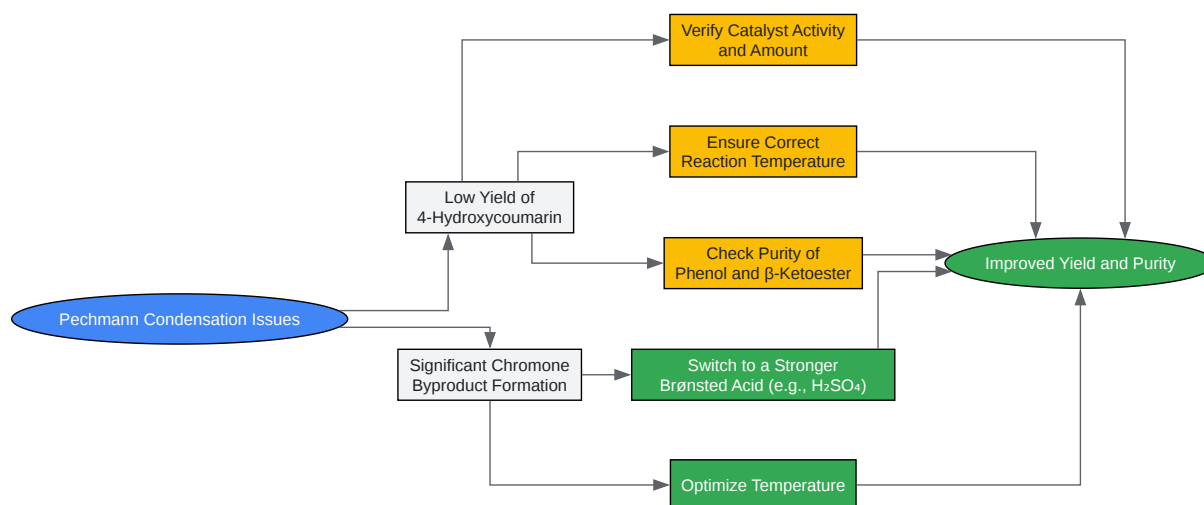 Verify Catalyst Activity
and Amount
Ensure Correct
Reaction Temperature
Low Yield of
4-Hydroxycoumarin
Check Purity of
Phenol and β-Ketoester
Improved Yield and Purity
Pechmann Condensation Issues
Significant Chromone
Byproduct Formation
Switch to a Stronger
Brønsted Acid (e.g., H₂SO₄)
Optimize Temperature